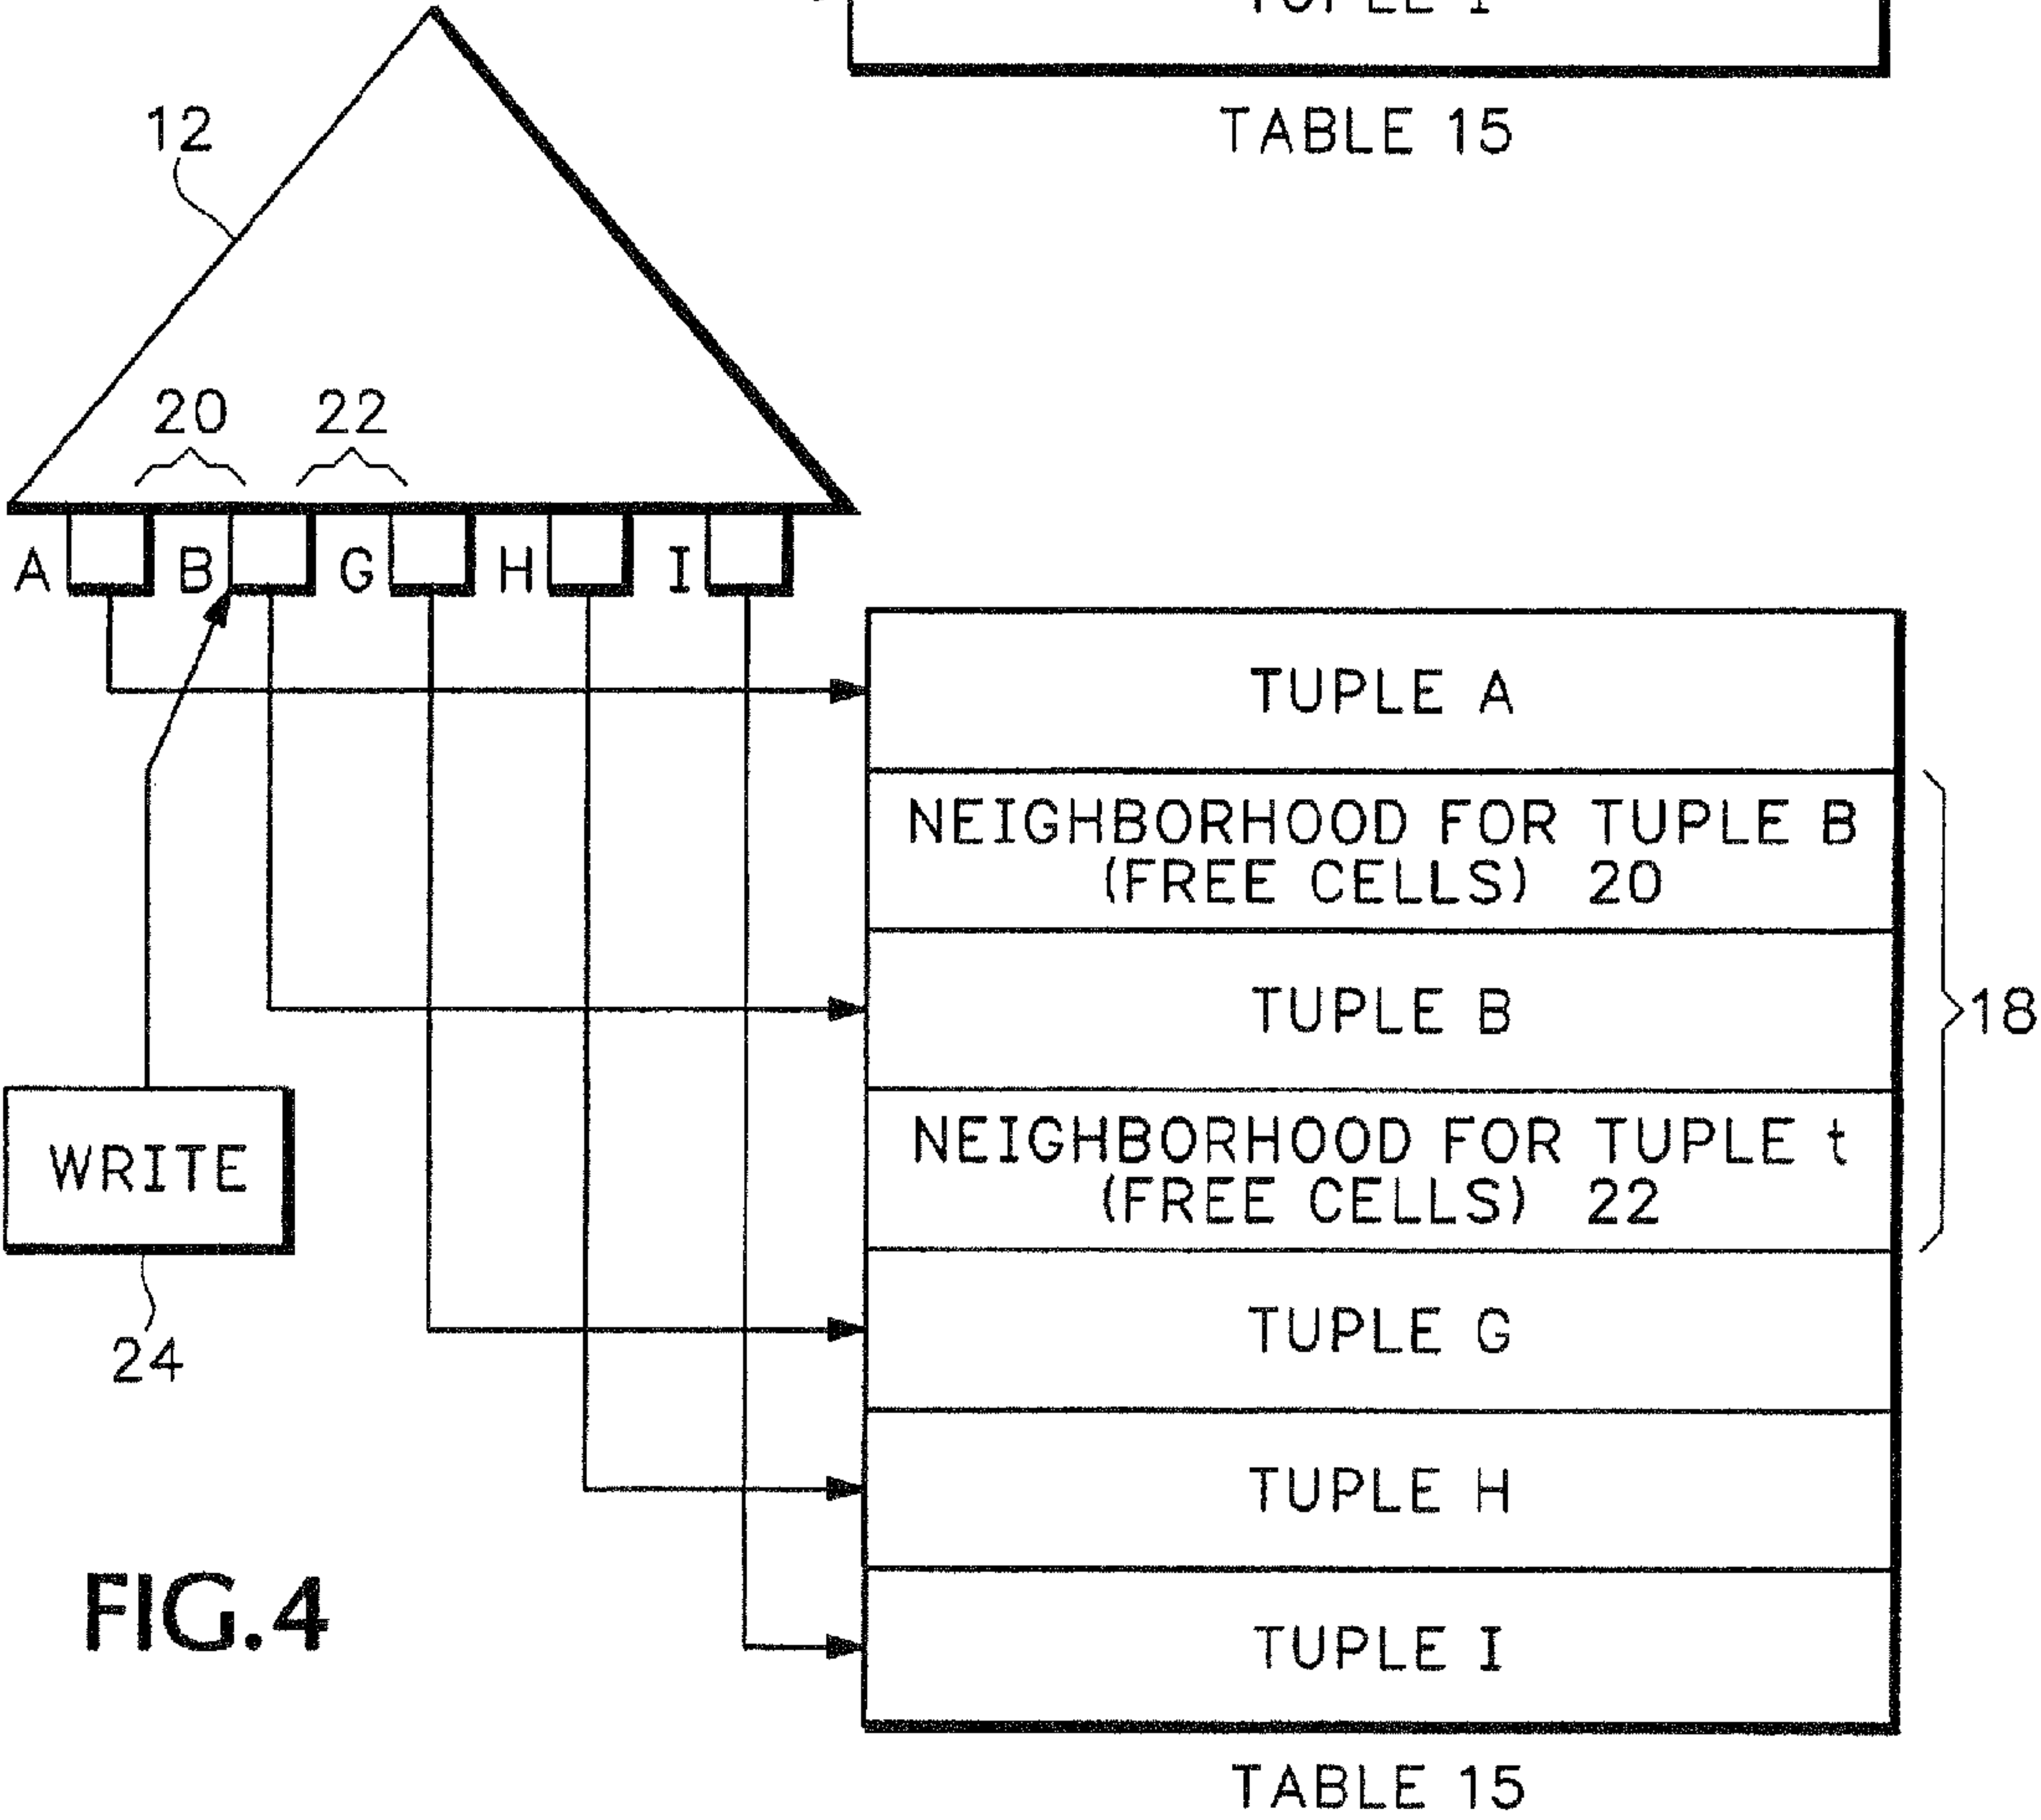 TUPLE I
TABLE 15
12
20 22
A B G H I
TUPLE A
NEIGHBORHOOD FOR TUPLE B
(FREE CELLS) 20
TUPLE B
18
NEIGHBORHOOD FOR TUPLE t
(FREE CELLS) 22
WRITE
24
TUPLE G
TUPLE H
TUPLE I
FIG.4
TABLE 15